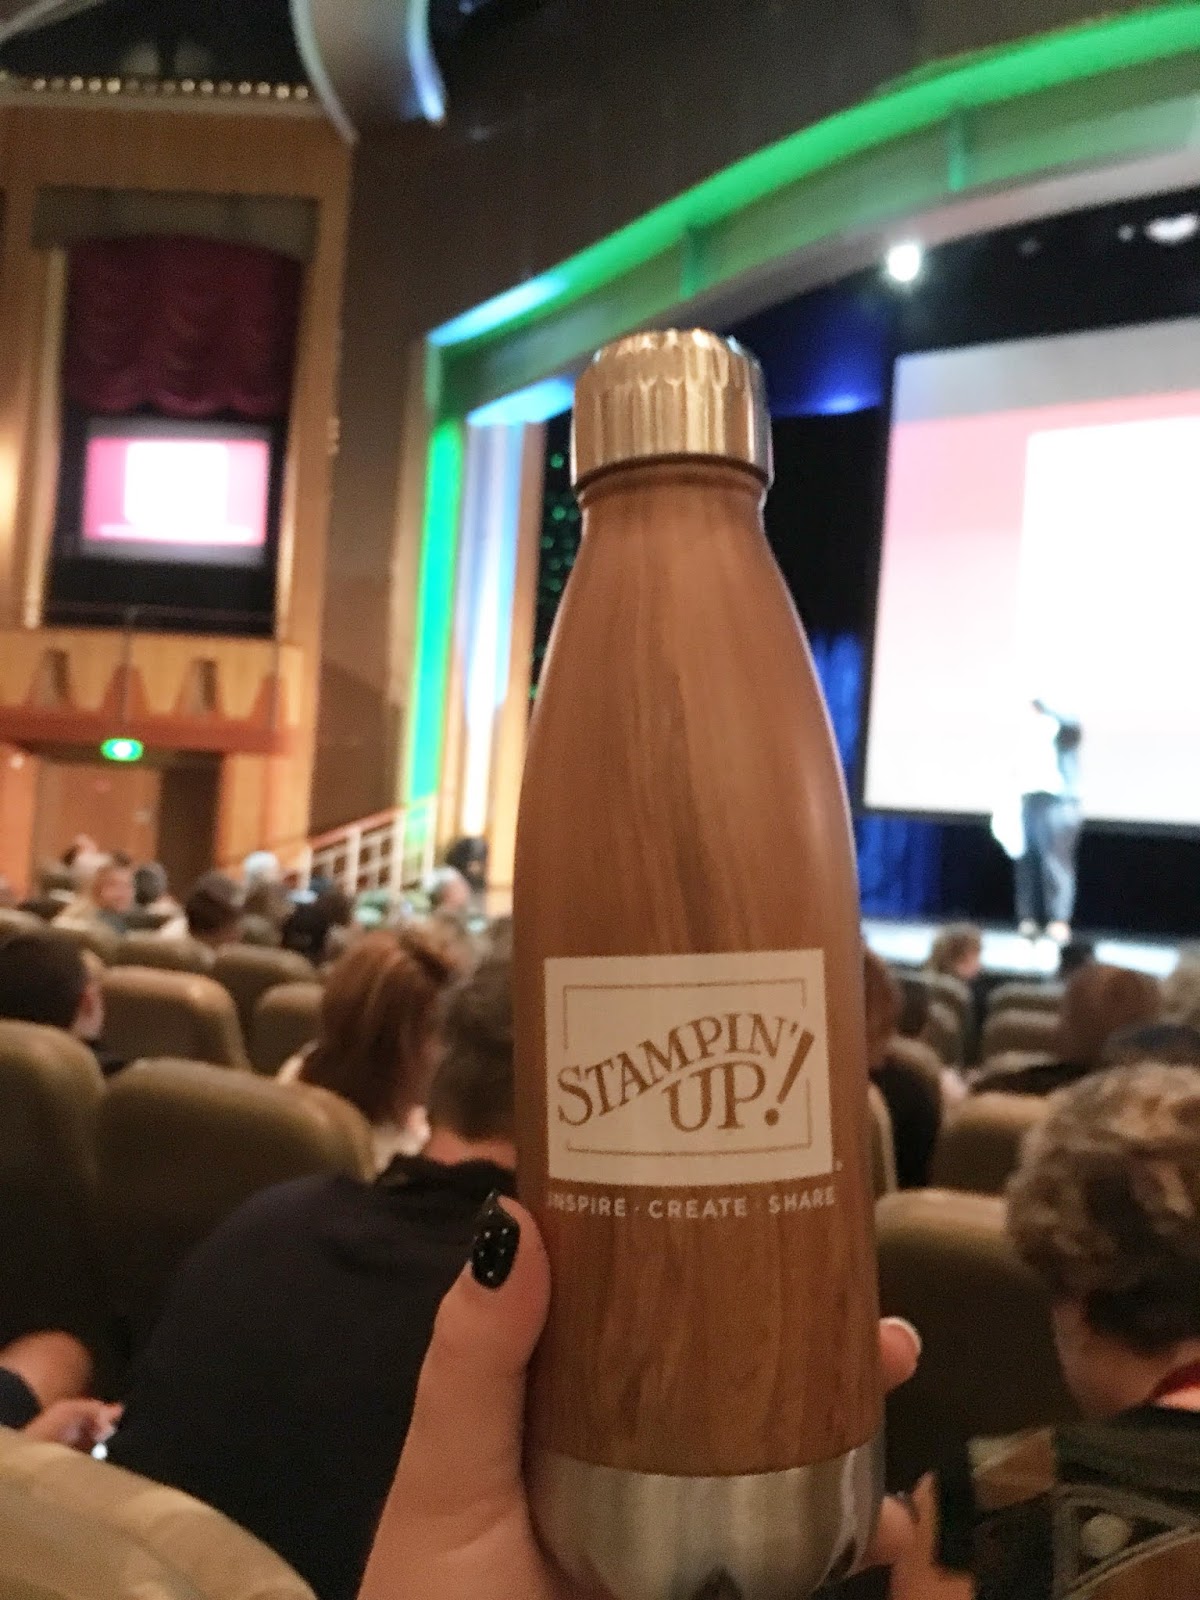 STAMPIN'
UP!
INSPIRE · CREATE · SHARE